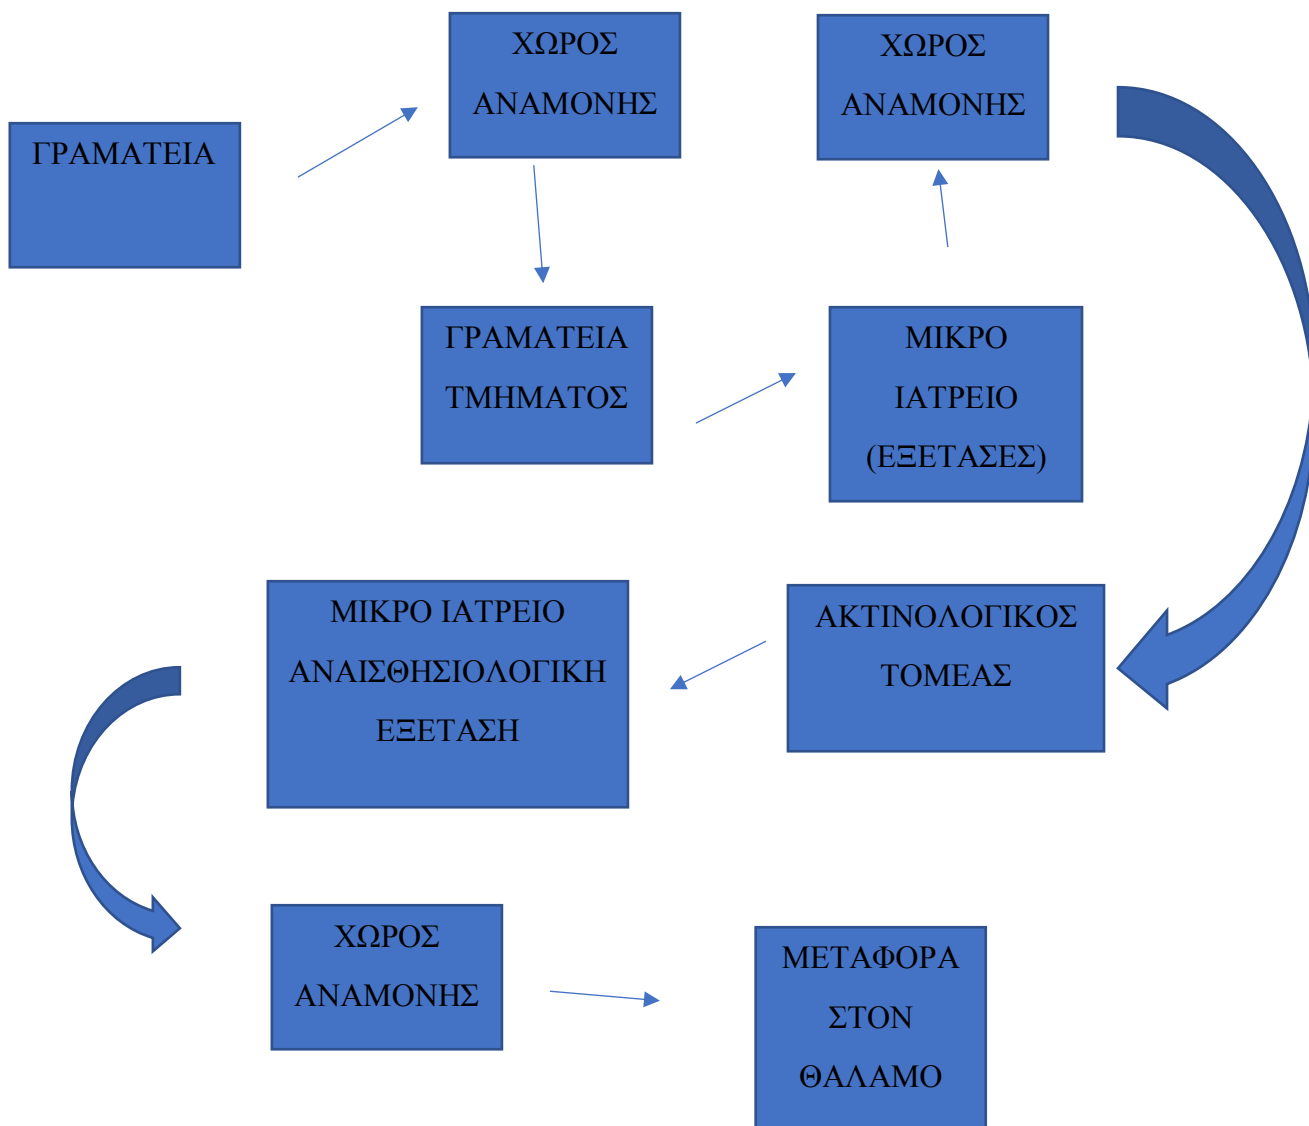 ΓΡΑΜΑΤΕΙΑ
ΧΩΡΟΣ
ΑΝΑΜΟΝΗΣ
ΓΡΑΜΑΤΕΙΑ
ΤΜΗΜΑΤΟΣ
ΜΙΚΡΟ
ΙΑΤΡΕΙΟ
(ΕΞΕΤΑΣΕΣ)
ΧΩΡΟΣ
ΑΝΑΜΟΝΗΣ
ΑΚΤΙΝΟΛΟΓΙΚΟΣ
ΤΟΜΕΑΣ
ΜΙΚΡΟ ΙΑΤΡΕΙΟ
ΑΝΑΙΣΘΗΣΙΟΛΟΓΙΚΗ
ΕΞΕΤΑΣΗ
ΧΩΡΟΣ
ΑΝΑΜΟΝΗΣ
ΜΕΤΑΦΟΡΑ
ΣΤΟΝ
ΘΑΛΑΜΟ